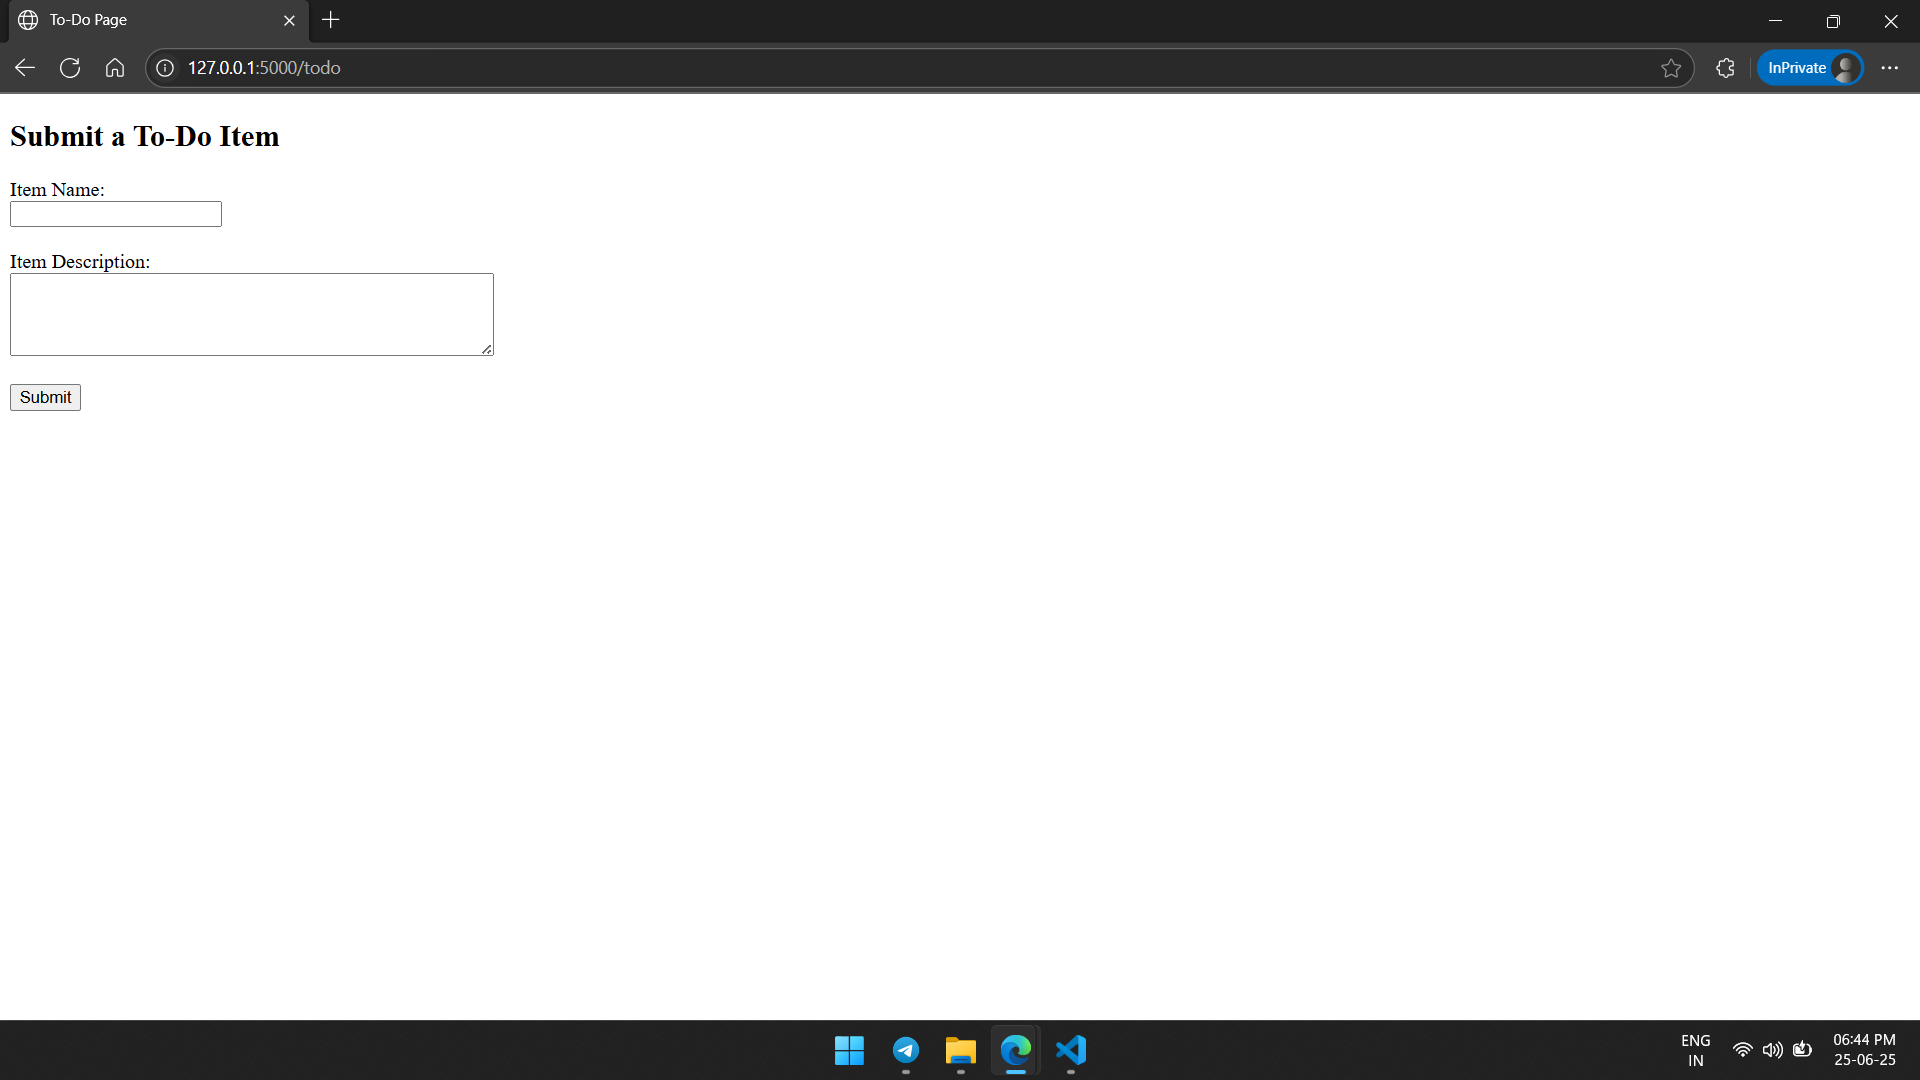 To-Do Page
127.0.0.1:5000/todo
InPrivate
Submit a To-Do Item
Item Name:
Item Description:
Submit
ENG
IN
06:44 PM
25-06-25